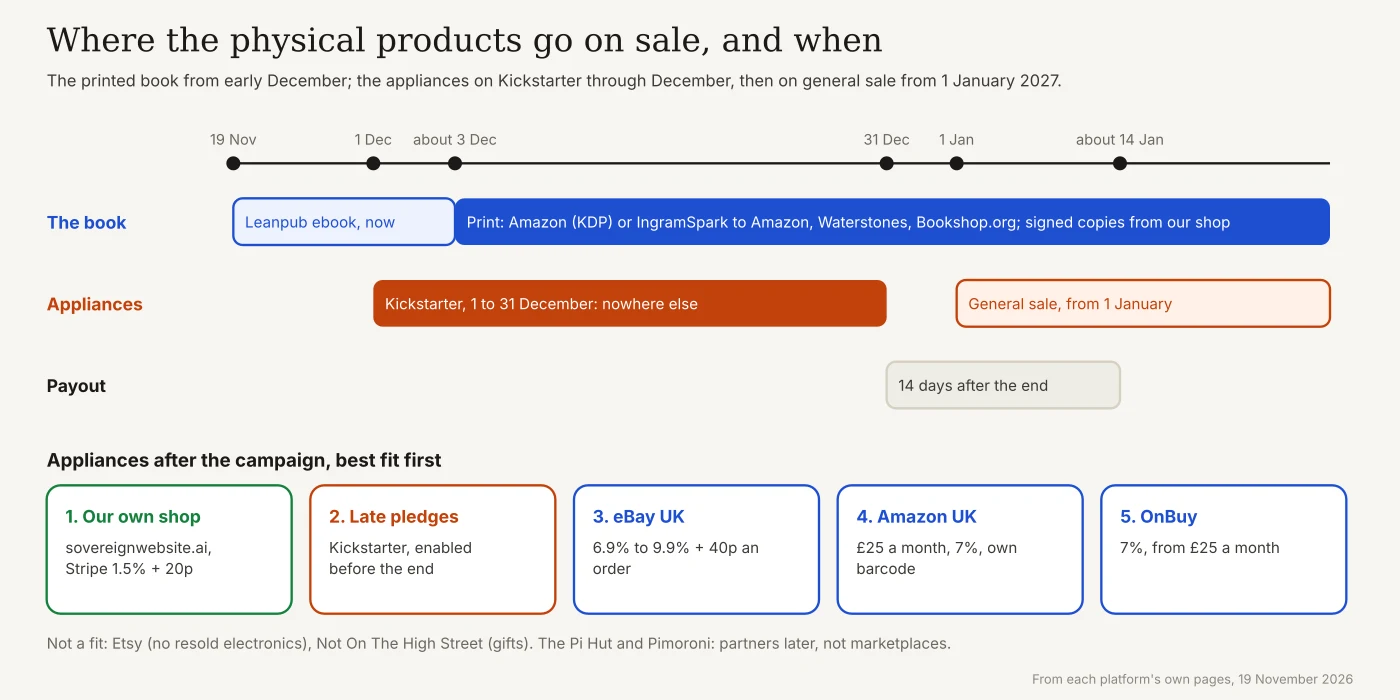 Where the physical products go on sale, and when
The printed book from early December; the appliances on Kickstarter through December, then on general sale from 1 January 2027.
19 Nov
1 Dec
about 3 Dec
31 Dec
1 Jan
about 14 Jan
The book
Leanpub ebook, now
Print: Amazon (KDP) or IngramSpark to Amazon, Waterstones, Bookshop.org; signed copies from our shop
Appliances
Kickstarter, 1 to 31 December: nowhere else
General sale, from 1 January
Payout
14 days after the end
Appliances after the campaign, best fit first
1. Our own shop
sovereignwebsite.ai,
Stripe 1.5% + 20p
2. Late pledges
Kickstarter, enabled
before the end
3. eBay UK
6.9% to 9.9% + 40p an
order
4. Amazon UK
£25 a month, 7%, own
barcode
5. OnBuy
7%, from £25 a month
Not a fit: Etsy (no resold electronics), Not On The High Street (gifts). The Pi Hut and Pimoroni: partners later, not marketplaces.
From each platform's own pages, 19 November 2026